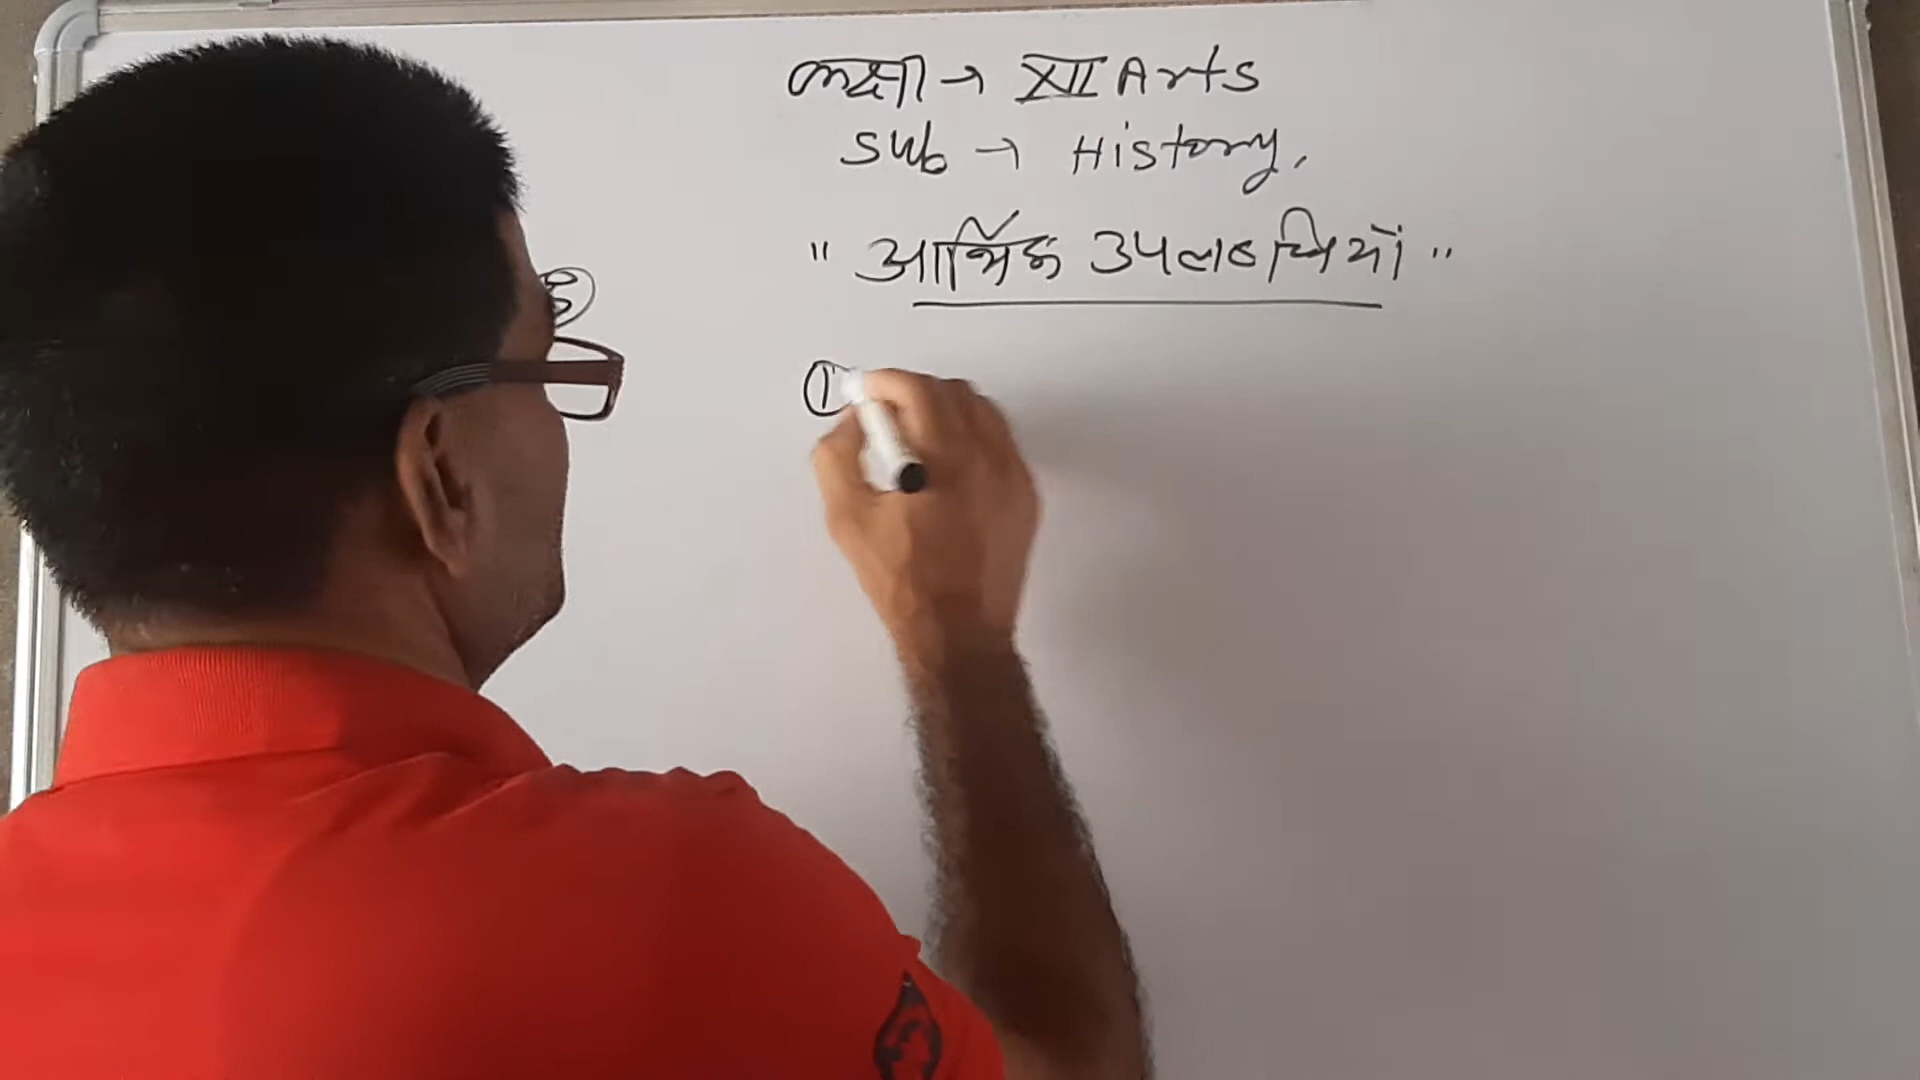 कक्षा → XII Arts
Sub → History,
" आर्थिक उपलब्धियाँ "
①